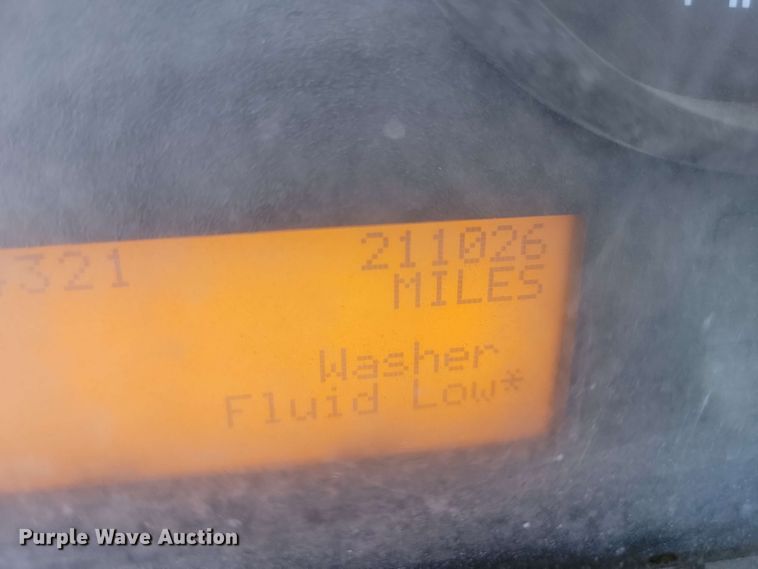 321 211026
MILES
Washer
Fluid Low*
Purple Wave Auction